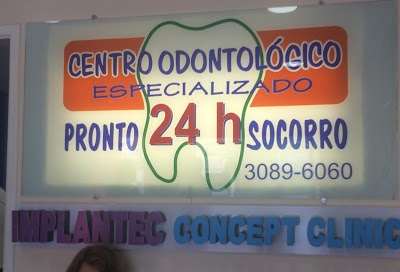 CENTRO ODONTOLÓGICO
ESPECIALIZADO
PRONTO 24 h SOCORRO
3089-6060
IMPLANTEC CONCEPT CLINIC